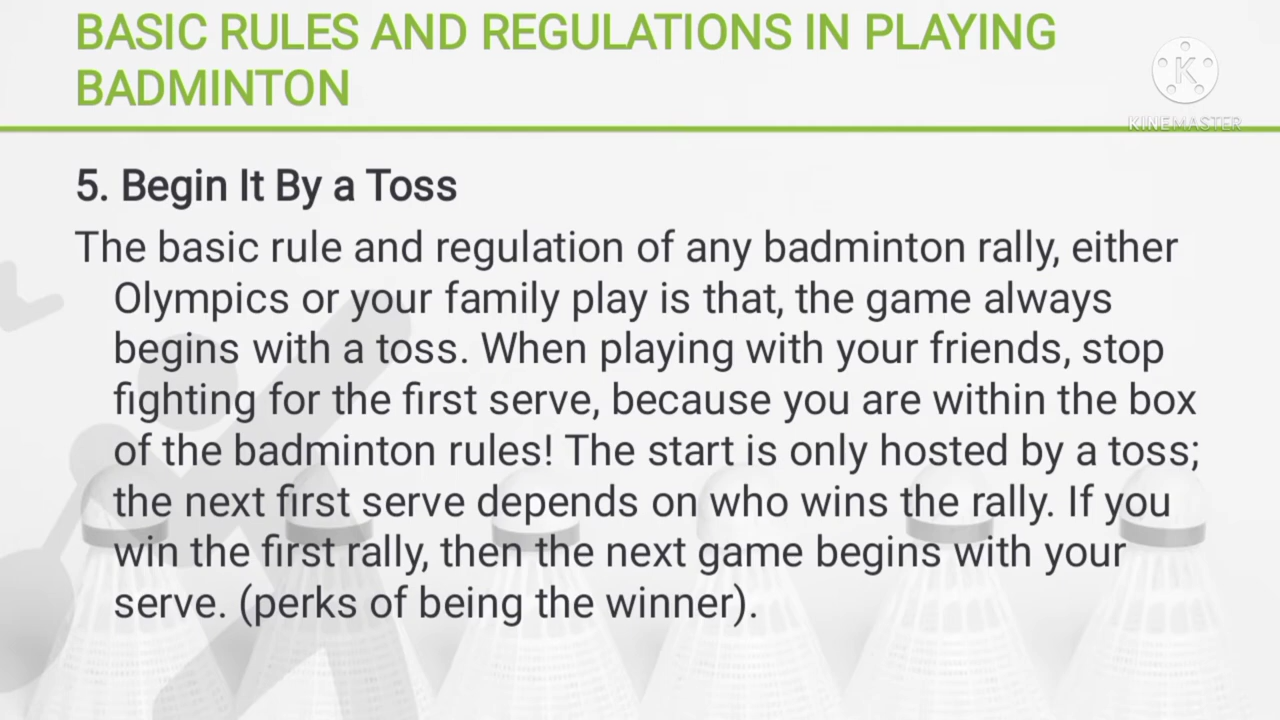 BASIC RULES AND REGULATIONS IN PLAYING
BADMINTON
K
KINEMASTER
5. Begin It By a Toss
The basic rule and regulation of any badminton rally, either
Olympics or your family play is that, the game always
begins with a toss. When playing with your friends, stop
fighting for the first serve, because you are within the box
of the badminton rules! The start is only hosted by a toss;
the next first serve depends on who wins the rally. If you
win the first rally, then the next game begins with your
serve. (perks of being the winner).